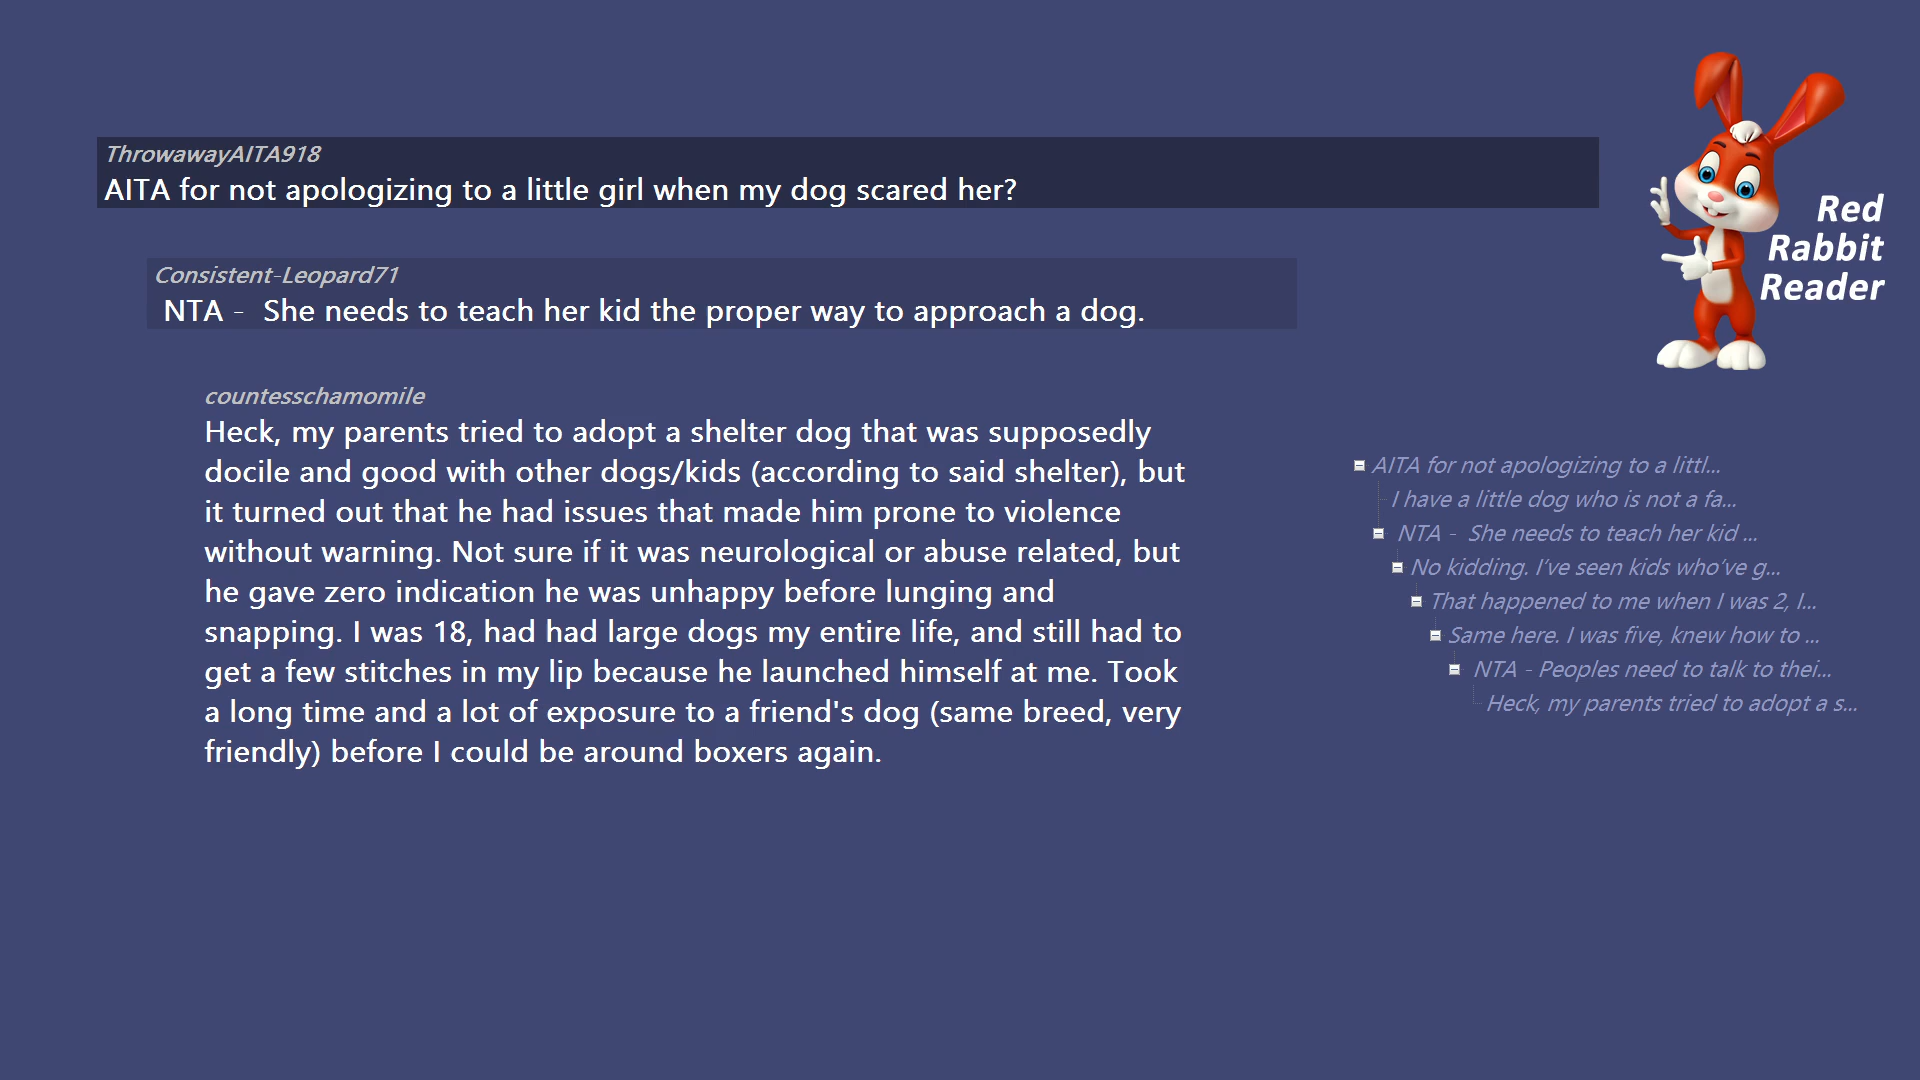 ThrowawayAITA918
AITA for not apologizing to a little girl when my dog scared her?
Consistent-Leopard71
NTA -  She needs to teach her kid the proper way to approach a dog.
countesschamomile
Heck, my parents tried to adopt a shelter dog that was supposedly
docile and good with other dogs/kids (according to said shelter), but
it turned out that he had issues that made him prone to violence
without warning. Not sure if it was neurological or abuse related, but
he gave zero indication he was unhappy before lunging and
snapping. I was 18, had had large dogs my entire life, and still had to
get a few stitches in my lip because he launched himself at me. Took
a long time and a lot of exposure to a friend's dog (same breed, very
friendly) before I could be around boxers again.
Red
Rabbit
Reader
AITA for not apologizing to a littl...
I have a little dog who is not a fa...
NTA -  She needs to teach her kid ...
No kidding. I’ve seen kids who’ve g...
That happened to me when I was 2, I...
Same here. I was five, knew how to ...
NTA - Peoples need to talk to thei...
Heck, my parents tried to adopt a s...